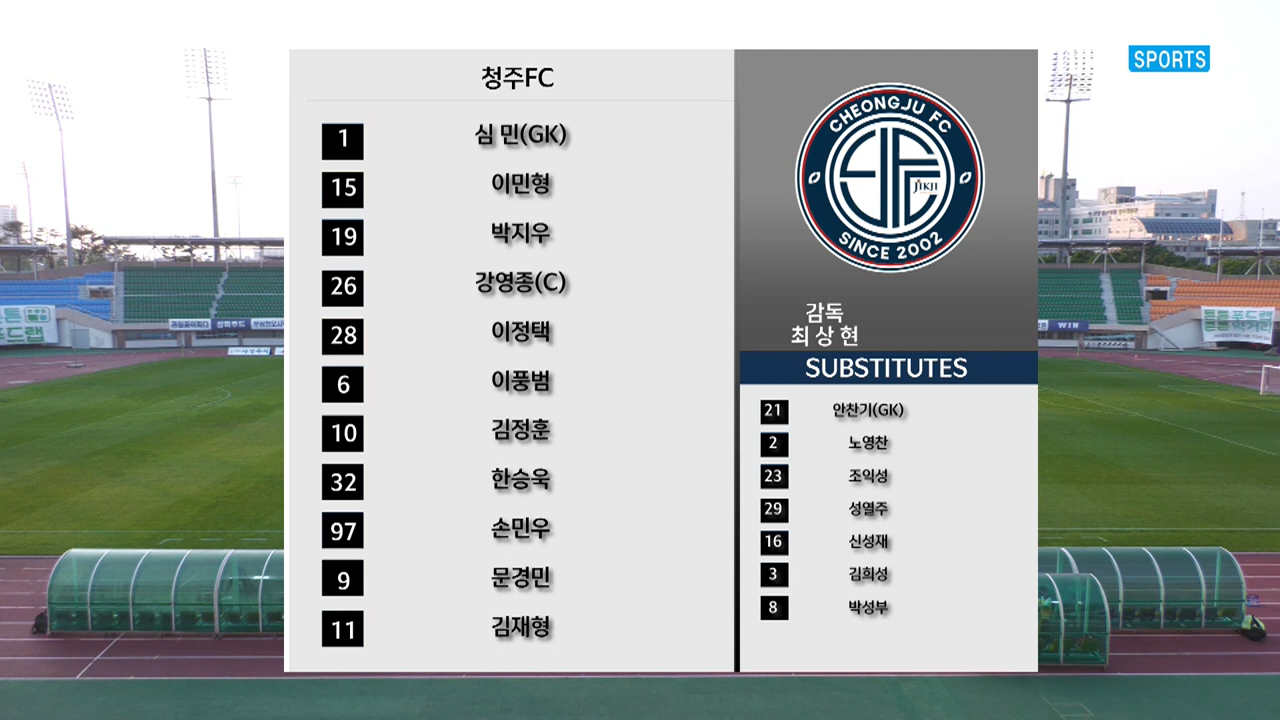 SPORTS
청주FC
1 심 민(GK)
15 이민형
19 박지우
26 강영종(C)
28 이정택
6 이풍범
10 김정훈
32 한승욱
97 손민우
9 문경민
11 김재형
CHEONGJU FC
JIKJI
SINCE 2002
감독
최 상 현
SUBSTITUTES
21 안찬기(GK)
2 노영찬
23 조익성
29 성열주
16 신성재
3 김희성
8 박성부
WIN